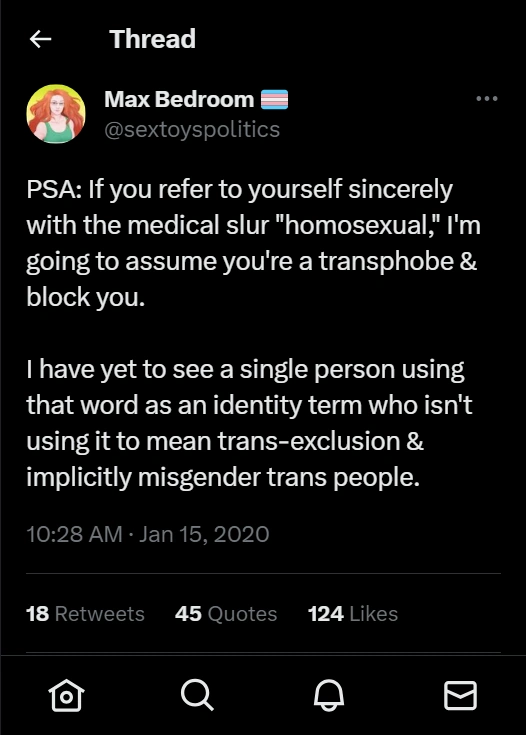 Thread
Max Bedroom
@sextoyspolitics
PSA: If you refer to yourself sincerely
with the medical slur "homosexual," I'm
going to assume you're a transphobe &
block you.
I have yet to see a single person using
that word as an identity term who isn't
using it to mean trans-exclusion &
implicitly misgender trans people.
10:28 AM · Jan 15, 2020
18 Retweets 45 Quotes 124 Likes